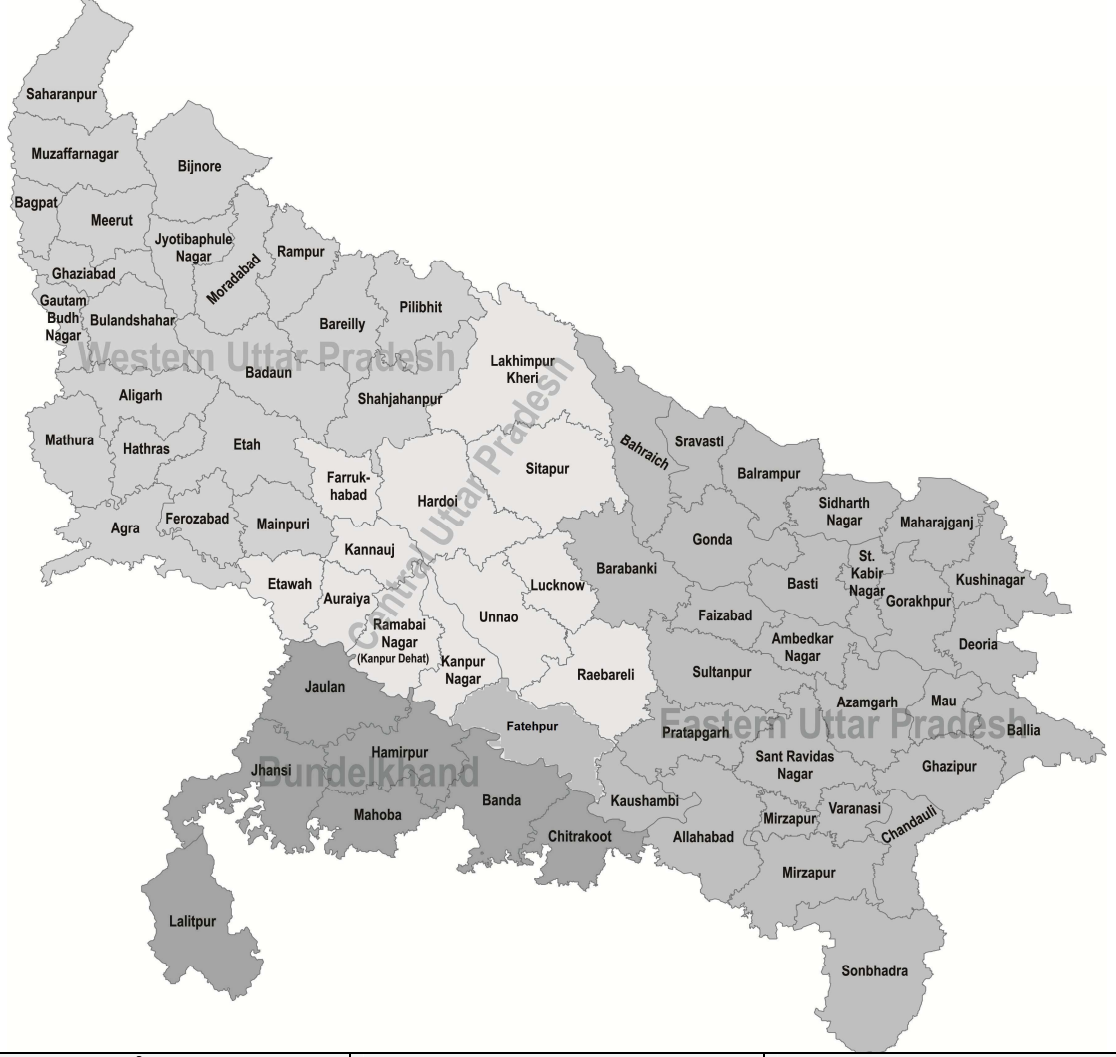 Saharanpur
Muzaffarnagar
Bijnore
Bagpat
Meerut
Jyotibaphule
Nagar
Moradabad
Rampur
Ghaziabad
Gautam
Budh
Nagar
Bulandshahar
Bareilly
Pilibhit
Western Uttar Pradesh
Badaun
Shahjahanpur
Aligarh
Mathura
Hathras
Etah
Agra
Ferozabad
Mainpuri
Lakhimpur
Kheri
Central Uttar Pradesh
Sitapur
Farruk-
habad
Hardoi
Kannauj
Etawah
Auraiya
Ramabai
Nagar
(Kanpur Dehat)
Kanpur
Nagar
Unnao
Lucknow
Raebareli
Bahraich
Sravastl
Balrampur
Sidharth
Nagar
Maharajganj
Gonda
Barabanki
Basti
St.
Kabir
Nagar
Gorakhpur
Kushinagar
Faizabad
Ambedkar
Nagar
Deoria
Sultanpur
Azamgarh
Mau
Eastern Uttar Pradesh
Ballia
Pratapgarh
Fatehpur
Sant Ravidas
Nagar
Ghazipur
Kaushambi
Allahabad
Mirzapur
Varanasi
Chandauli
Mirzapur
Sonbhadra
Jaulan
Hamirpur
Jhansi
Bundelkhand
Mahoba
Banda
Chitrakoot
Lalitpur